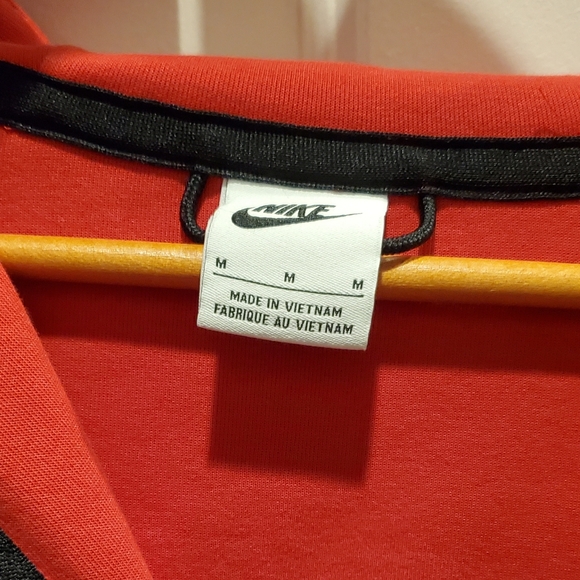 NIKE
M M M
MADE IN VIETNAM
FABRIQUE AU VIETNAM